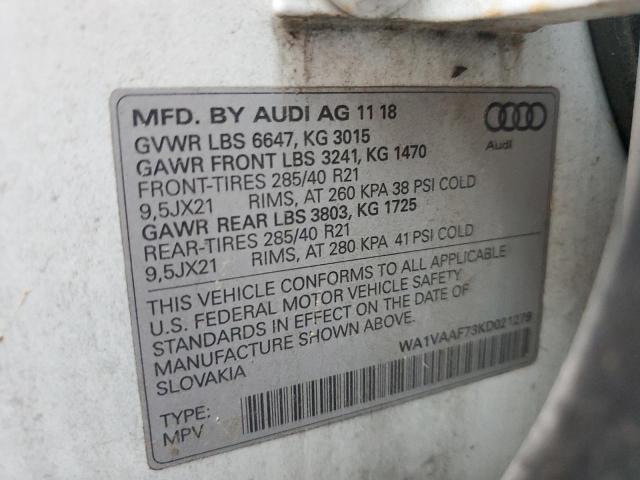 MFD. BY AUDI AG 11 18
Audi
GVWR LBS 6647, KG 3015
GAWR FRONT LBS 3241, KG 1470
FRONT-TIRES 285/40 R21
9,5JX21 RIMS, AT 260 KPA 38 PSI COLD
GAWR REAR LBS 3803, KG 1725
REAR-TIRES 285/40 R21
9,5JX21 RIMS, AT 280 KPA 41 PSI COLD
THIS VEHICLE CONFORMS TO ALL APPLICABLE
U.S. FEDERAL MOTOR VEHICLE SAFETY
STANDARDS IN EFFECT ON THE DATE OF
MANUFACTURE SHOWN ABOVE.
SLOVAKIA
WA1VAAF73KD021279
TYPE:
MPV